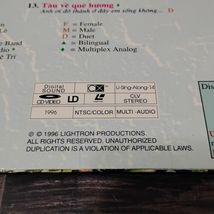 13. Tàu về quê hương
Anh ơi đô thành ở đây em sống không... D
F = Female
M = Male
D = Duet
▲ = Bilingual
◆ = Multiplex Analog
Band
Digital SOUND
CD VIDEO
LD
U-Sing-Along-14
CLV STEREO
1996
NTSC/COLOR
MULTI-AUDIO
Dis
© ℗ 1996 LIGHTRON PRODUCTIONS.
ALL RIGHTS RESERVED. UNAUTHORIZED
DUPLICATION IS A VIOLATION OF APPLICABLE LAWS.